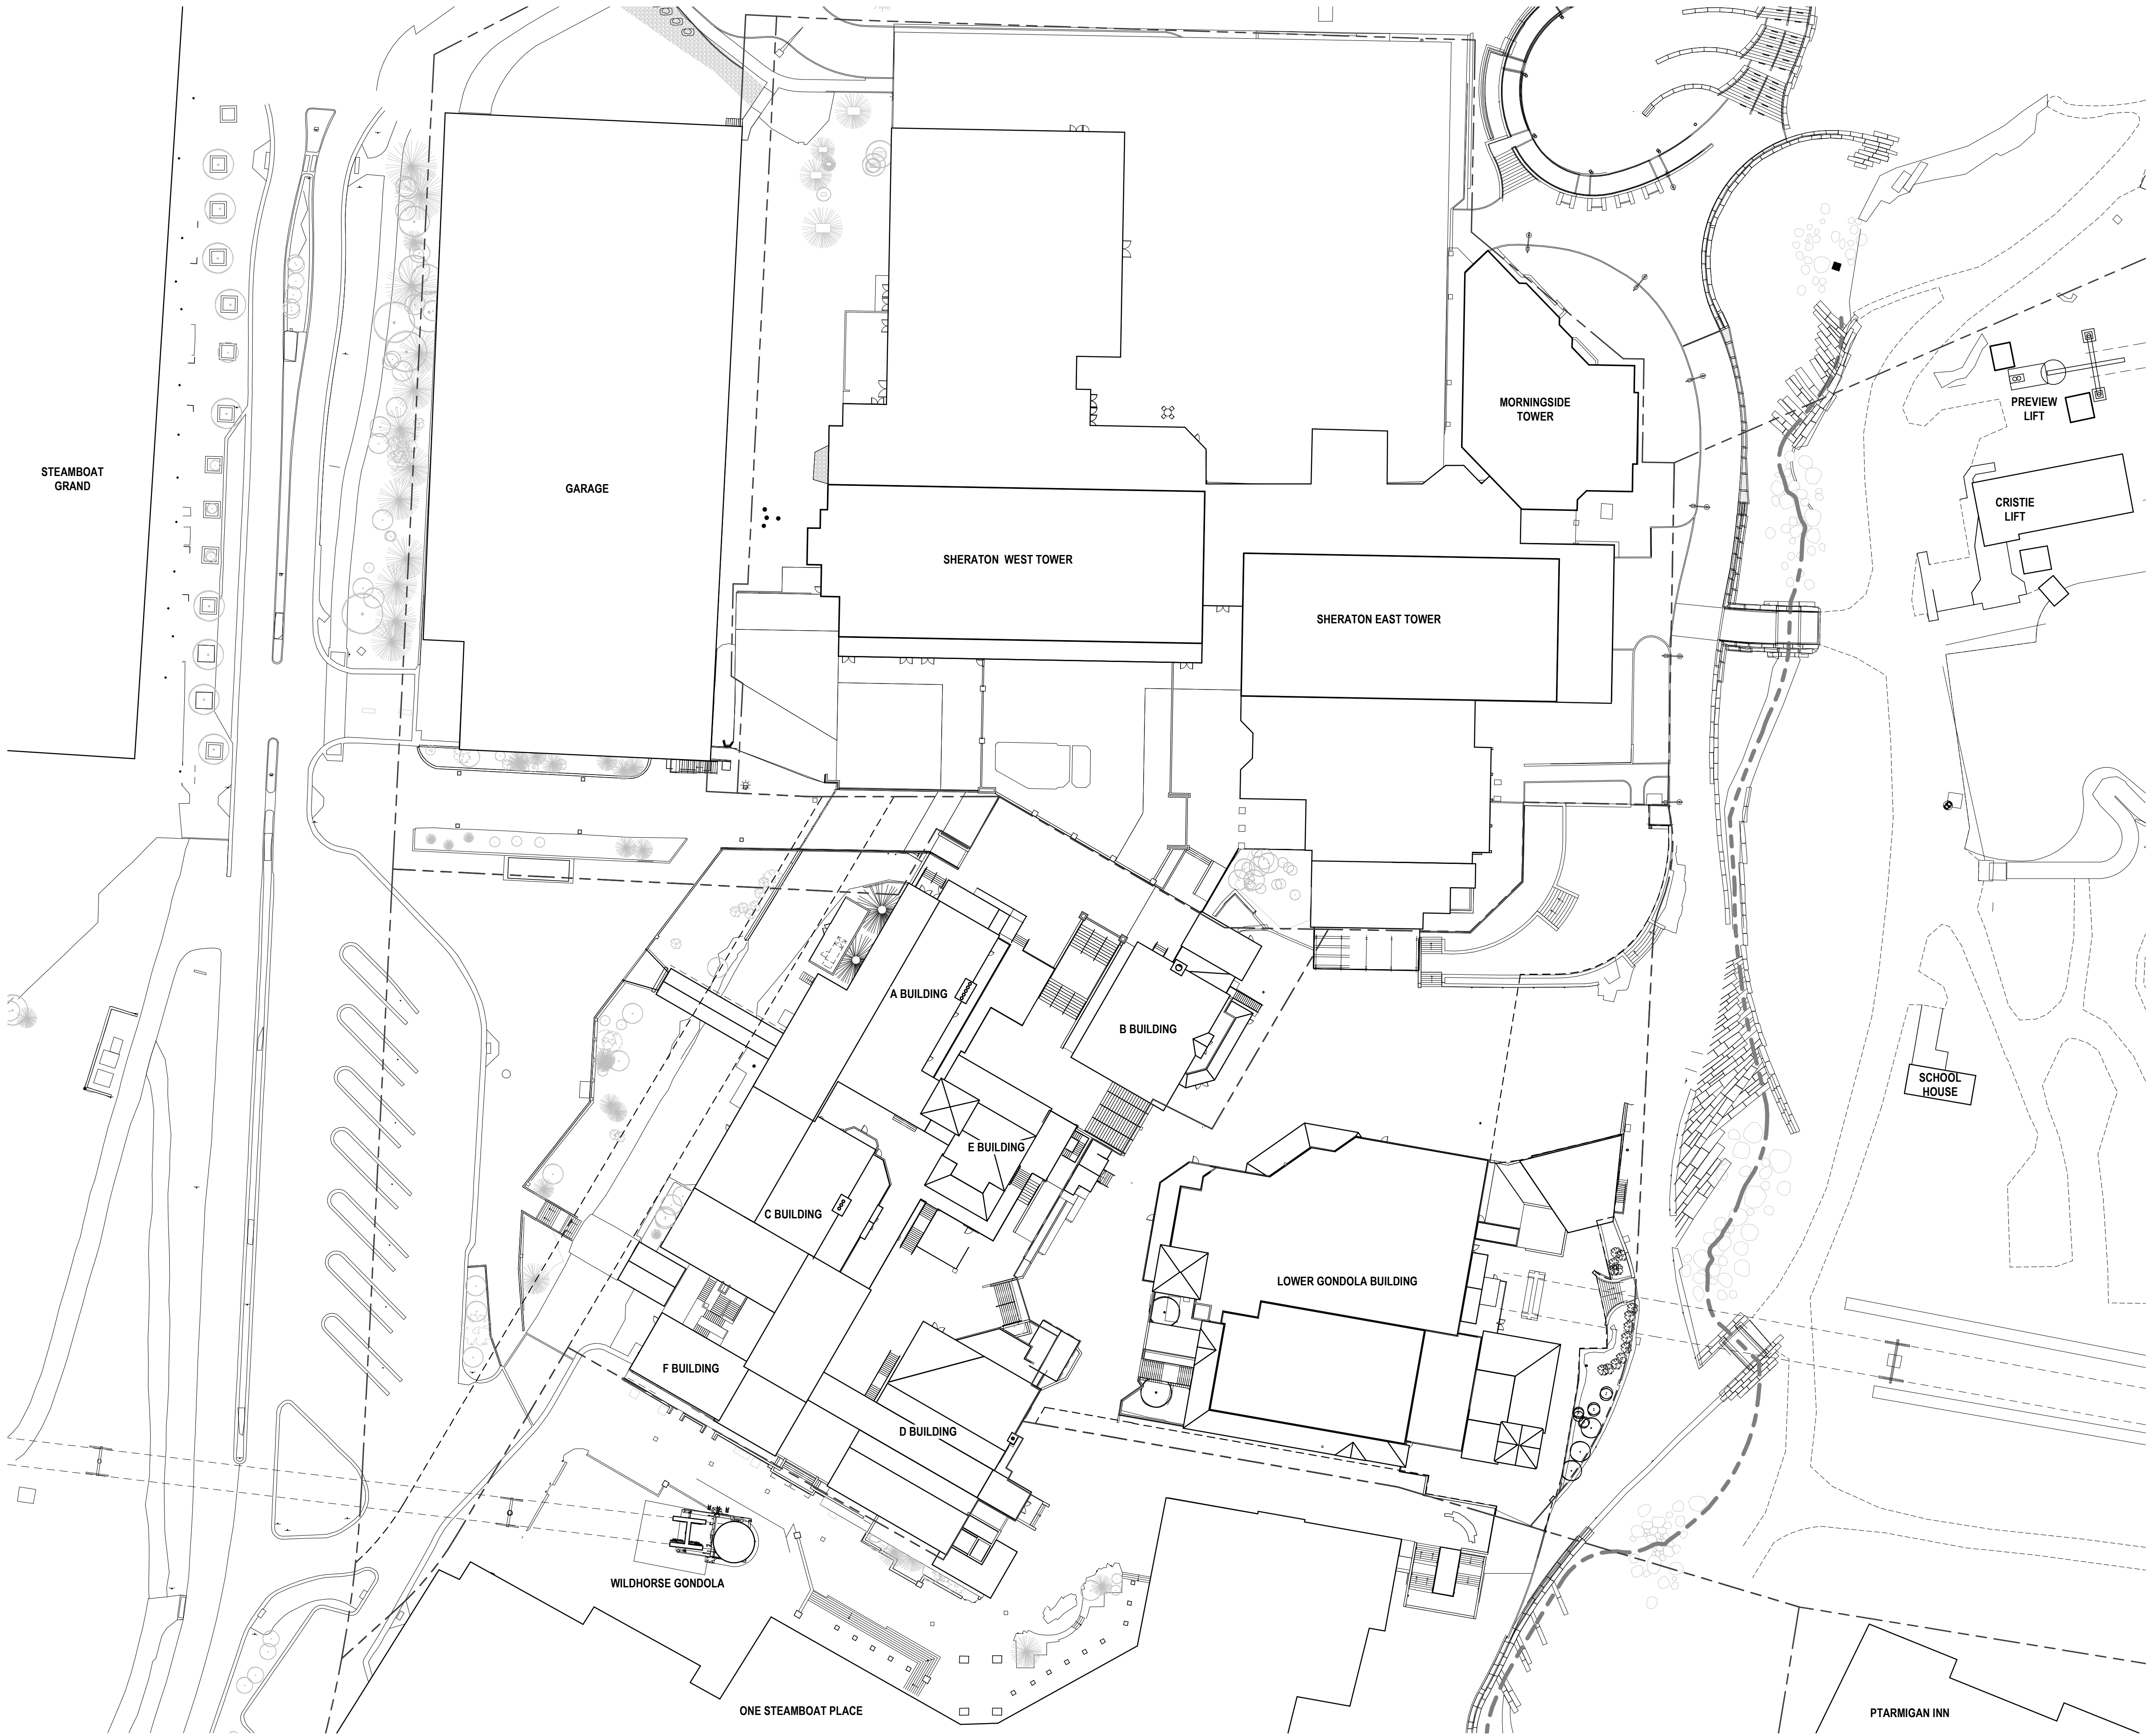 MORNINGSIDE
TOWER
PREVIEW
LIFT
STEAMBOAT
GRAND
GARAGE
CRISTIE
LIFT
SHERATON WEST TOWER
SHERATON EAST TOWER
A BUILDING
B BUILDING
SCHOOL
HOUSE
E BUILDING
C BUILDING
LOWER GONDOLA BUILDING
F BUILDING
D BUILDING
WILDHORSE GONDOLA
ONE STEAMBOAT PLACE
PTARMIGAN INN